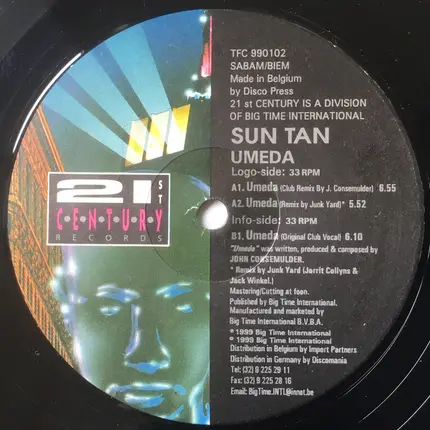 21 ST
CENTURY
RECORDS
TFC 990102
SABAM/BIEM
Made in Belgium
by Disco Press
21 st CENTURY IS A DIVISION
OF BIG TIME INTERNATIONAL
SUN TAN
UMEDA
Logo-side: 33 RPM
A1. Umeda (Club Remix By J. Consemulder) 6.55
A2. Umeda (Remix by Junk Yard)* 5.52
Info-side: 33 RPM
B1. Umeda (Original Club Vocal) 6.10
"Umeda" was written, produced & composed by
JOHN CONSEMULDER.
* Remix by Junk Yard (Jarrit Collyns &
Jack Winkel.)
Mastering/Cutting at foon.
Published by Big Time International.
Manufactured and marketed by
Big Time International B.V.B.A.
℗ 1999 Big Time International
© 1999 Big Time International
Distribution in Belgium by Impert Partners
Distribution in Germany by Discomania
Tel: (32) 8 225 29 11
Fax: (32) 8 225 28 16
Email: BigTime.INTL@innet.be